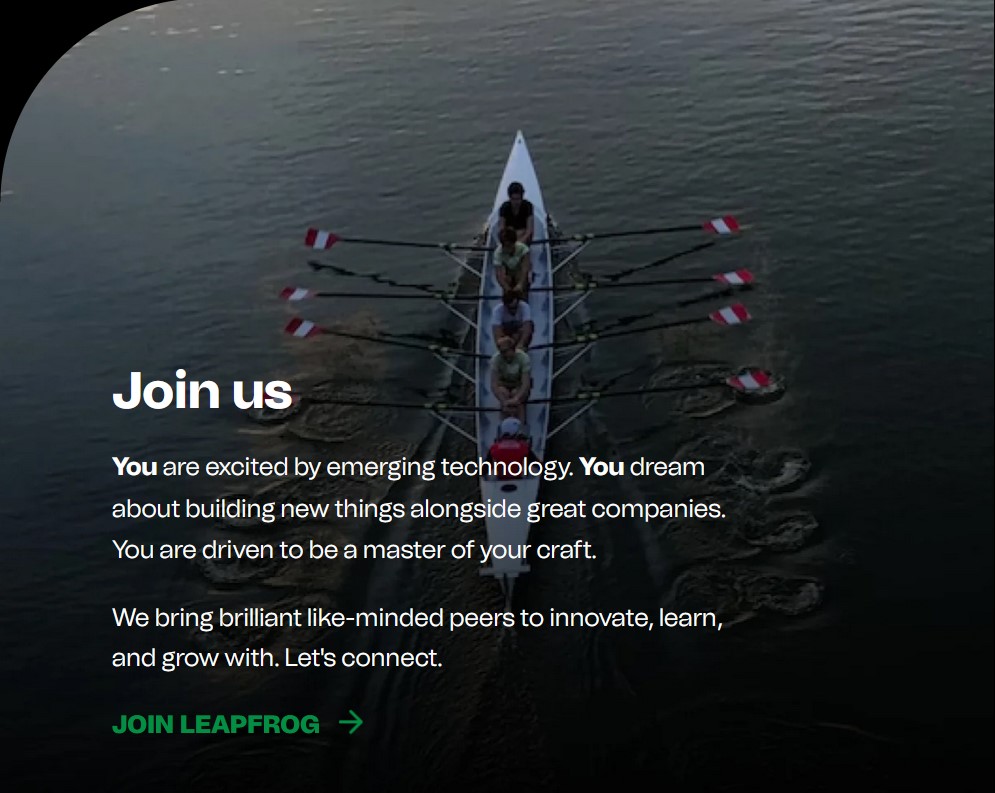 Join us
You are excited by emerging technology. You dream
about building new things alongside great companies.
You are driven to be a master of your craft.
We bring brilliant like-minded peers to innovate, learn,
and grow with. Let's connect.
JOIN LEAPFROG →